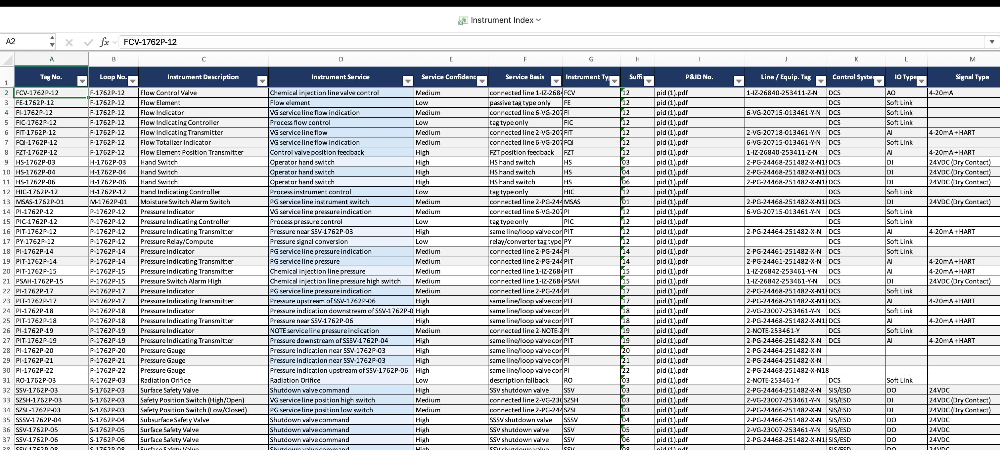 Instrument Index
A2 fx FCV-1762P-12
A B C D E F G H I J K L M
1 Tag No. Loop No. Instrument Description Instrument Service Service Confidenc Service Basis Instrument Typ Suffix P&ID No. Line / Equip. Tag Control System IO Type Signal Type
2 FCV-1762P-12 F-1762P-12 Flow Control Valve Chemical injection line valve control Medium connected line 1-IZ-2684 FCV 12 pid (1).pdf 1-IZ-26840-253411-Z-N DCS AO 4-20mA
3 FE-1762P-12 F-1762P-12 Flow Element Flow element Low passive tag type only FE 12 pid (1).pdf DCS Soft Link
4 FI-1762P-12 F-1762P-12 Flow Indicator VG service line flow indication Medium connected line 6-VG-207 FI 12 pid (1).pdf 6-VG-20715-013461-Y-N DCS Soft Link
5 FIC-1762P-12 F-1762P-12 Flow Indicating Controller Process flow control Low tag type only FIC 12 pid (1).pdf DCS Soft Link
6 FIT-1762P-12 F-1762P-12 Flow Indicating Transmitter VG service line flow Medium connected line 2-VG-207 FIT 12 pid (1).pdf 2-VG-20718-013461-Y-N DCS AI 4-20mA+HART
7 FQI-1762P-12 F-1762P-12 Flow Totalizer Indicator VG service line flow indication Medium connected line 6-VG-207 FQI 12 pid (1).pdf 6-VG-20715-013461-Y-N DCS Soft Link
8 FZT-1762P-12 F-1762P-12 Flow Element Position Transmitter Control valve position feedback High FZT position feedback FZT 12 pid (1).pdf 1-IZ-26840-253411-Z-N DCS AI 4-20mA+HART
9 HS-1762P-03 H-1762P-03 Hand Switch Operator hand switch High HS hand switch HS 03 pid (1).pdf 2-PG-24468-251482-X-N18 DCS DI 24VDC (Dry Contact)
10 HS-1762P-04 H-1762P-04 Hand Switch Operator hand switch High HS hand switch HS 04 pid (1).pdf 2-PG-24468-251482-X-N18 DCS DI 24VDC (Dry Contact)
11 HS-1762P-06 H-1762P-06 Hand Switch Operator hand switch High HS hand switch HS 06 pid (1).pdf 2-PG-24468-251482-X-N18 DCS DI 24VDC (Dry Contact)
12 HIC-1762P-12 H-1762P-12 Hand Indicating Controller Process instrument control Low tag type only HIC 12 pid (1).pdf DCS Soft Link
13 MSAS-1762P-01 M-1762P-01 Moisture Switch Alarm Switch PG service line instrument switch Medium connected line 2-PG-244 MSAS 01 pid (1).pdf 2-PG-24468-251482-X-N18 DCS DI 24VDC (Dry Contact)
14 PI-1762P-12 P-1762P-12 Pressure Indicator VG service line pressure indication Medium connected line 6-VG-207 PI 12 pid (1).pdf 6-VG-20715-013461-Y-N DCS Soft Link
15 PIC-1762P-12 P-1762P-12 Pressure Indicating Controller Process pressure control Low tag type only PIC 12 pid (1).pdf DCS Soft Link
16 PIT-1762P-12 P-1762P-12 Pressure Indicating Transmitter Pressure near SSV-1762P-03 High same line/loop valve cor PIT 12 pid (1).pdf 2-PG-24464-251482-X-N DCS AI 4-20mA+HART
17 PY-1762P-12 P-1762P-12 Pressure Relay/Compute Pressure signal conversion Low relay/converter tag type PY 12 pid (1).pdf DCS Soft Link
18 PI-1762P-14 P-1762P-14 Pressure Indicator PG service line pressure indication Medium connected line 2-PG-244 PI 14 pid (1).pdf 2-PG-24461-251482-X-N DCS Soft Link
19 PIT-1762P-14 P-1762P-14 Pressure Indicating Transmitter PG service line pressure Medium connected line 2-PG-244 PIT 14 pid (1).pdf 2-PG-24461-251482-X-N DCS AI 4-20mA+HART
20 PIT-1762P-15 P-1762P-15 Pressure Indicating Transmitter Chemical injection line pressure Medium connected line 1-IZ-2684 PIT 15 pid (1).pdf 1-IZ-26842-253461-Y-N DCS AI 4-20mA+HART
21 PSAH-1762P-15 P-1762P-15 Pressure Switch Alarm High Chemical injection line pressure high switch Medium connected line 1-IZ-2684 PSAH 15 pid (1).pdf 1-IZ-26842-253461-Y-N DCS DI 24VDC (Dry Contact)
22 PI-1762P-17 P-1762P-17 Pressure Indicator PG service line pressure indication Medium connected line 2-PG-244 PI 17 pid (1).pdf 2-PG-24468-251482-X-N18 DCS Soft Link
23 PIT-1762P-17 P-1762P-17 Pressure Indicating Transmitter Pressure upstream of SSV-1762P-06 High same line/loop valve cor PIT 17 pid (1).pdf 2-PG-24468-251482-X-N18 DCS AI 4-20mA+HART
24 PI-1762P-18 P-1762P-18 Pressure Indicator Pressure indication downstream of SSV-1762P-0 High same line/loop valve cor PI 18 pid (1).pdf 2-VG-23007-253461-Y-N DCS Soft Link
25 PIT-1762P-18 P-1762P-18 Pressure Indicating Transmitter Pressure near SSV-1762P-06 High same line/loop valve cor PIT 18 pid (1).pdf 2-PG-24468-251482-X-N18 DCS AI 4-20mA+HART
26 PI-1762P-19 P-1762P-19 Pressure Indicator NOTE service line pressure indication Medium connected line 2-NOTE-2 PI 19 pid (1).pdf 2-NOTE-253461-Y DCS Soft Link
27 PIT-1762P-19 P-1762P-19 Pressure Indicating Transmitter Pressure downstream of SSSV-1762P-04 High same line/loop valve cor PIT 19 pid (1).pdf 2-PG-24466-251482-X-N DCS AI 4-20mA+HART
28 PI-1762P-20 P-1762P-20 Pressure Gauge Pressure indication near SSV-1762P-03 High same line/loop valve cor PI 20 pid (1).pdf 2-PG-24464-251482-X-N
29 PI-1762P-21 P-1762P-21 Pressure Gauge Pressure indication near SSV-1762P-03 High same line/loop valve cor PI 21 pid (1).pdf 2-PG-24464-251482-X-N
30 PI-1762P-22 P-1762P-22 Pressure Gauge Pressure indication upstream of SSV-1762P-06 High same line/loop valve cor PI 22 pid (1).pdf 2-PG-24468-251482-X-N18
31 RO-1762P-03 R-1762P-03 Radiation Orifice Radiation Orifice Low description fallback RO 03 pid (1).pdf 2-NOTE-253461-Y DCS Soft Link
32 SSV-1762P-03 S-1762P-03 Surface Safety Valve Shutdown valve command High SSV shutdown valve SSV 03 pid (1).pdf 2-PG-24464-251482-X-N SIS/ESD DO 24VDC
33 SZSH-1762P-03 S-1762P-03 Safety Position Switch (High/Open) VG service line position high switch Medium connected line 2-VG-230 SZSH 03 pid (1).pdf 2-VG-23007-253461-Y-N SIS/ESD DI 24VDC (Dry Contact)
34 SZSL-1762P-03 S-1762P-03 Safety Position Switch (Low/Closed) PG service line position low switch Medium connected line 2-PG-244 SZSL 03 pid (1).pdf 2-PG-24466-251482-X-N SIS/ESD DI 24VDC (Dry Contact)
35 SSSV-1762P-04 S-1762P-04 Subsurface Safety Valve Shutdown valve command High SSSV shutdown valve SSSV 04 pid (1).pdf 2-PG-24466-251482-X-N SIS/ESD DO 24VDC
36 SSV-1762P-05 S-1762P-05 Surface Safety Valve Shutdown valve command High SSV shutdown valve SSV 05 pid (1).pdf 2-VG-23007-253461-Y-N SIS/ESD DO 24VDC
37 SSV-1762P-06 S-1762P-06 Surface Safety Valve Shutdown valve command High SSV shutdown valve SSV 06 pid (1).pdf 2-PG-24468-251482-X-N18 SIS/ESD DO 24VDC
38 SSV-1762P-08 S-1762P-08 Surface Safety Valve Shutdown valve command High SSV shutdown valve SSV 08 pid (1).pdf SIS/ESD DO 24VDC